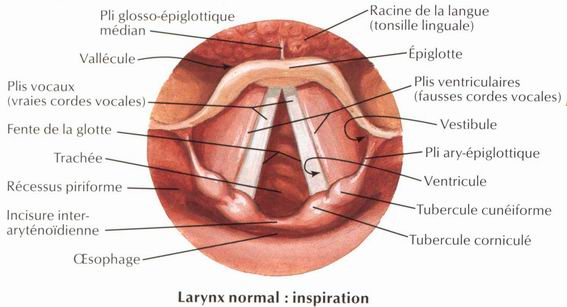 Pli glosso-épiglottique
médian
Vallécule
Plis vocaux
(vraies cordes vocales)
Fente de la glotte
Trachée
Récessus piriforme
Incisure inter-
aryténoïdienne
Œsophage
Racine de la langue
(tonsille linguale)
Épiglotte
Plis ventriculaires
(fausses cordes vocales)
Vestibule
Pli ary-épiglottique
Ventricule
Tubercule cunéiforme
Tubercule corniculé
Larynx normal : inspiration